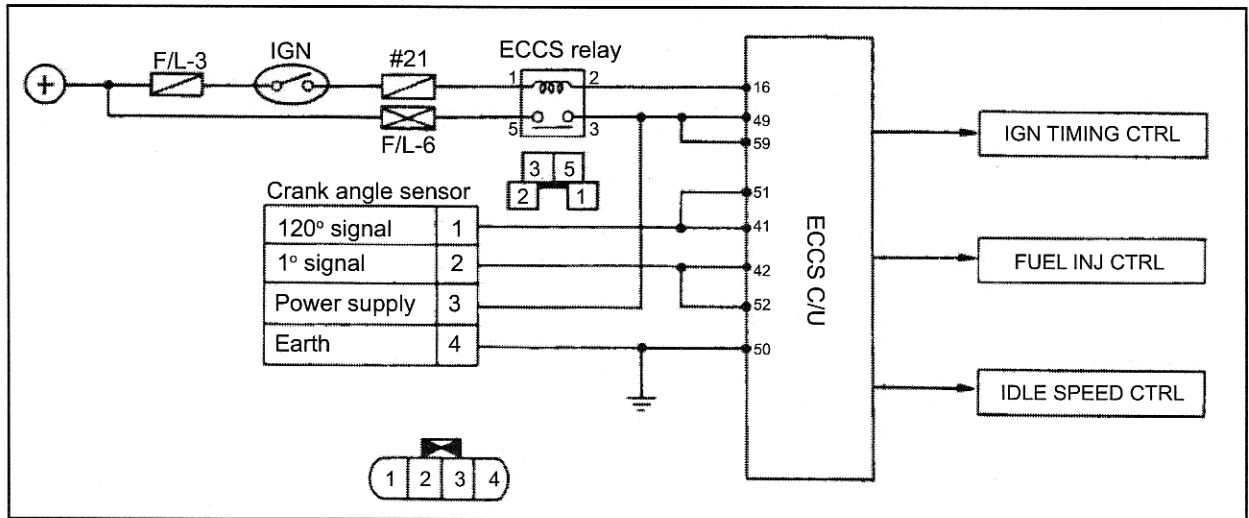 F/L-3
IGN
#21
ECCS relay
+
1
2
16
5
3
49
F/L-6
59
IGN TIMING CTRL
3 5
2 1
Crank angle sensor
51
120° signal 1
41
1° signal 2
42
FUEL INJ CTRL
Power supply 3
52
Earth 4
50
ECCS C/U
IDLE SPEED CTRL
1 2 3 4